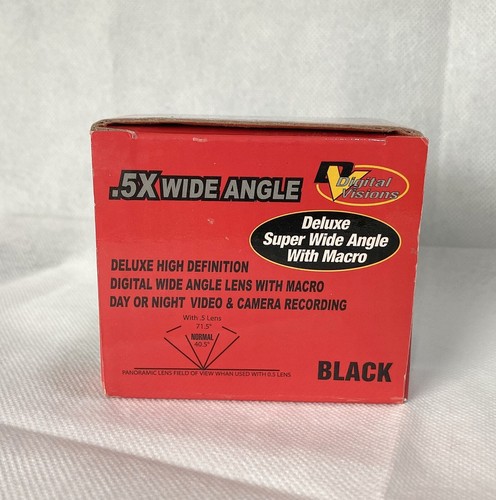 .5X WIDE ANGLE
DV Digital
Visions
Deluxe
Super Wide Angle
With Macro
DELUXE HIGH DEFINITION
DIGITAL WIDE ANGLE LENS WITH MACRO
DAY OR NIGHT VIDEO & CAMERA RECORDING
With .5 Lens
71.5°
NORMAL
40.5°
PANORAMIC LENS FIELD OF VIEW WHAN USED WITH 0.5 LENS
BLACK